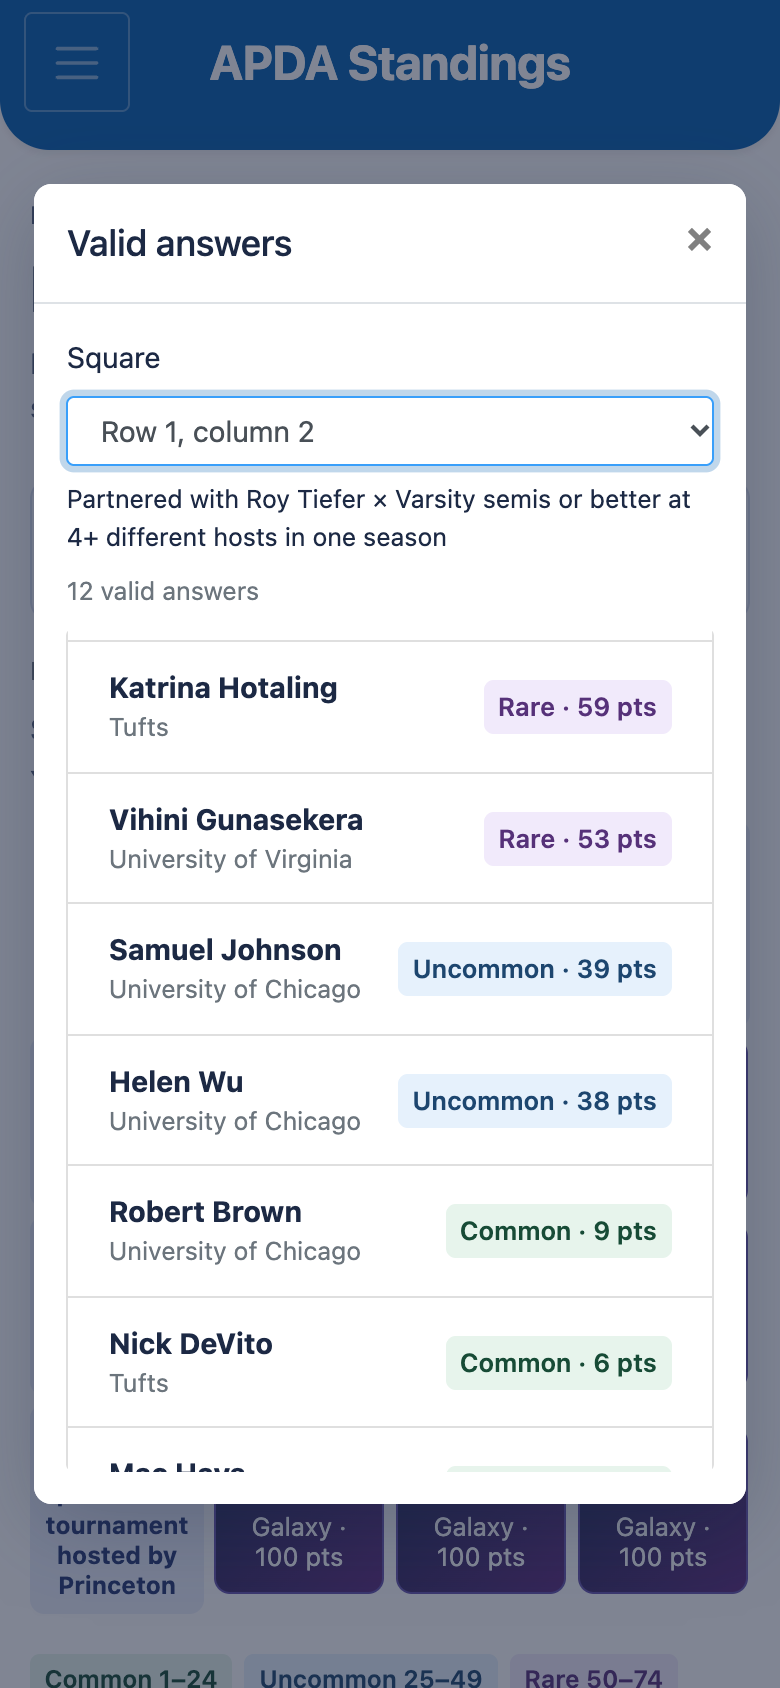 APDA Standings
Valid answers
×
Square
Row 1, column 2
Partnered with Roy Tiefer × Varsity semis or better at
4+ different hosts in one season
12 valid answers
Katrina Hotaling
Rare · 59 pts
Tufts
Vihini Gunasekera
Rare · 53 pts
University of Virginia
Samuel Johnson
Uncommon · 39 pts
University of Chicago
Helen Wu
Uncommon · 38 pts
University of Chicago
Robert Brown
Common · 9 pts
University of Chicago
Nick DeVito
Common · 6 pts
Tufts
tournament
hosted by
Princeton
Galaxy ·
100 pts
Galaxy ·
100 pts
Galaxy ·
100 pts
Common 1–24
Uncommon 25–49
Rare 50–74